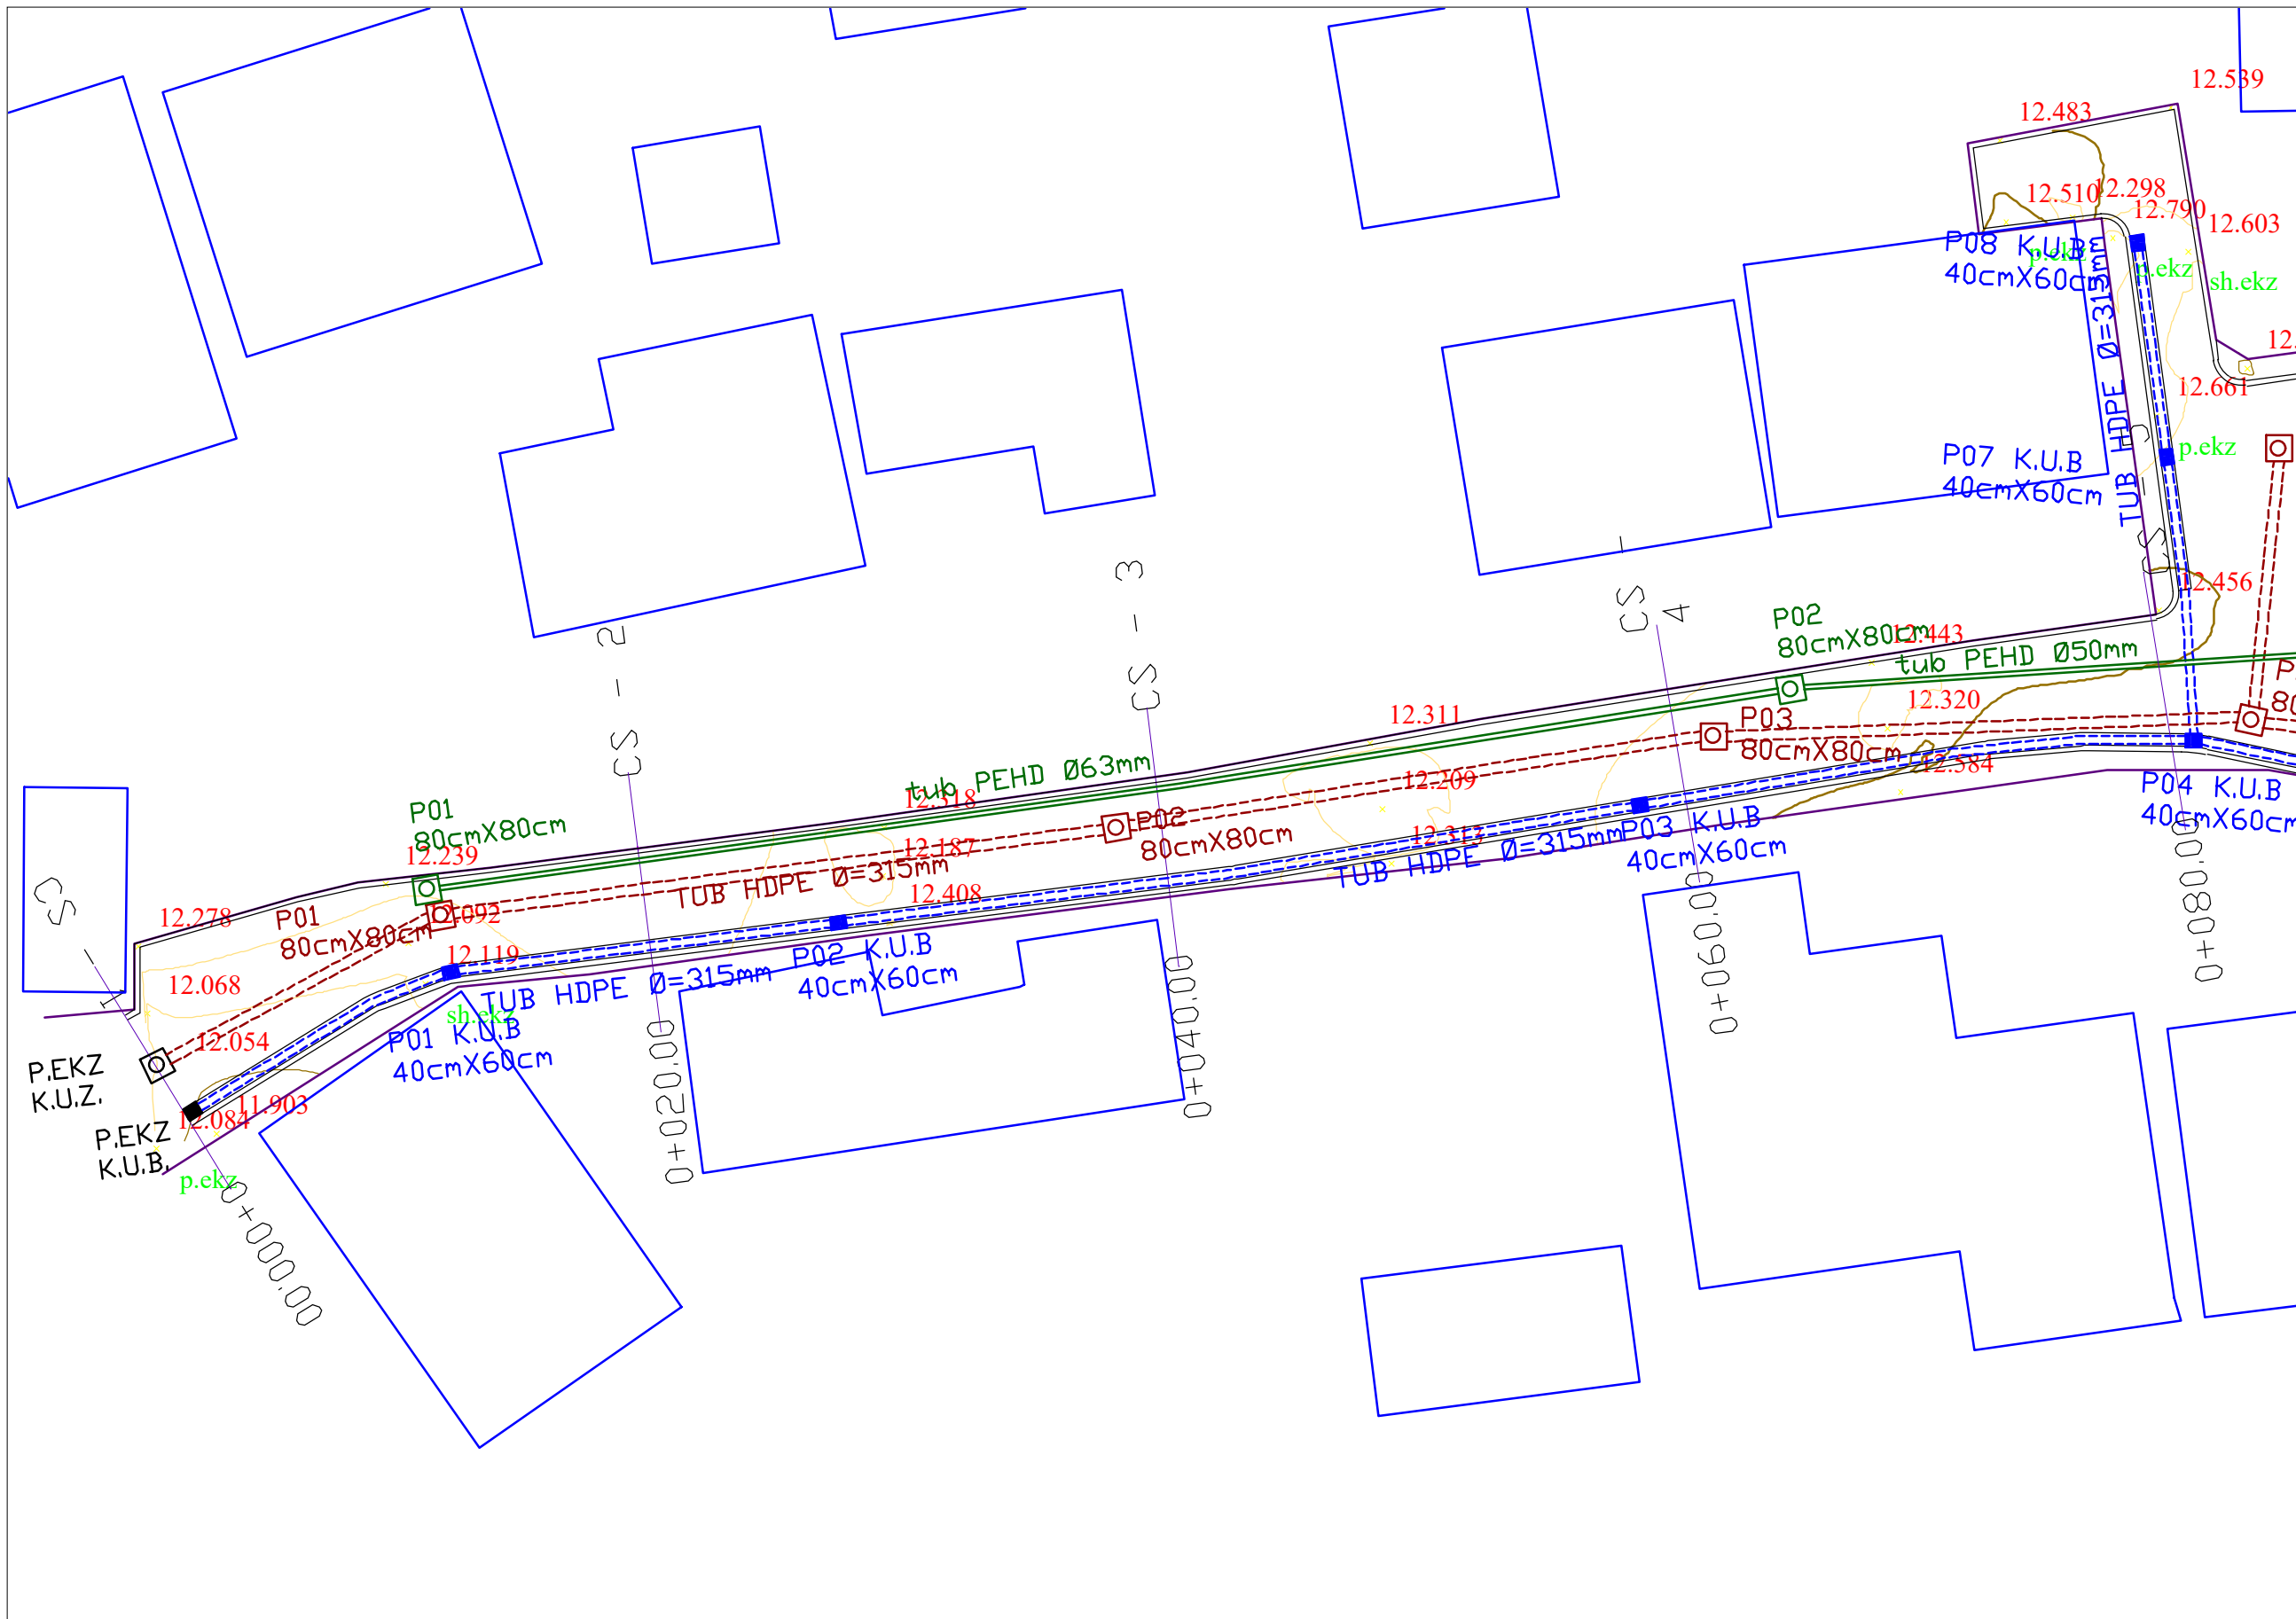 12.539
12.483
12.510
12.298
12.790
12.603
P08 K.U.B
40cmX60cm
p.ekz
p.ekz
sh.ekz
TUB HDPE Ø=315mm
12.661
p.ekz
P07 K.U.B
40cmX60cm
12.456
CS - 2
CS - 3
CS -
4
P02
80cmX80cm
12.443
tub PEHD Ø50mm
12.311
12.320
P03
80cmX80cm
12.384
tub PEHD Ø63mm
12.318
12.209
P01
80cmX80cm
12.239
P02
80cmX80cm
12.187
12.313
TUB HDPE Ø=315mm
TUB HDPE Ø=315mm
P03 K.U.B
40cmX60cm
P04 K.U.B
40cmX60cm
CS -
1
12.278
P01
80cmX80cm
12.092
12.408
12.119
P02 K.U.B
40cmX60cm
TUB HDPE Ø=315mm
12.068
sh.ekz
P01 K.U.B
40cmX60cm
12.054
P.EKZ
K.U.Z.
11.903
12.084
P.EKZ
K.U.B.
p.ekz
0+000.00
0+020.00
0+040.00
0+060.00
0+080.0